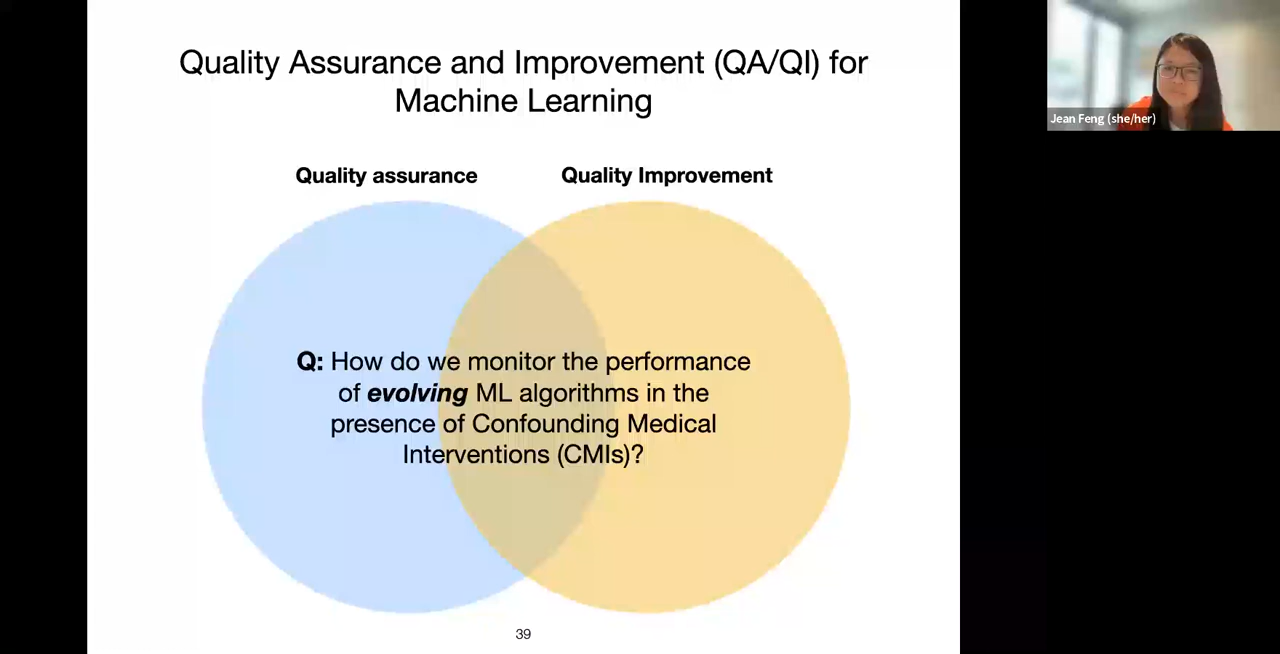 Quality Assurance and Improvement (QA/QI) for
Machine Learning
Quality assurance
Quality Improvement
Q: How do we monitor the performance
of evolving ML algorithms in the
presence of Confounding Medical
Interventions (CMIs)?
39
Jean Feng (she/her)